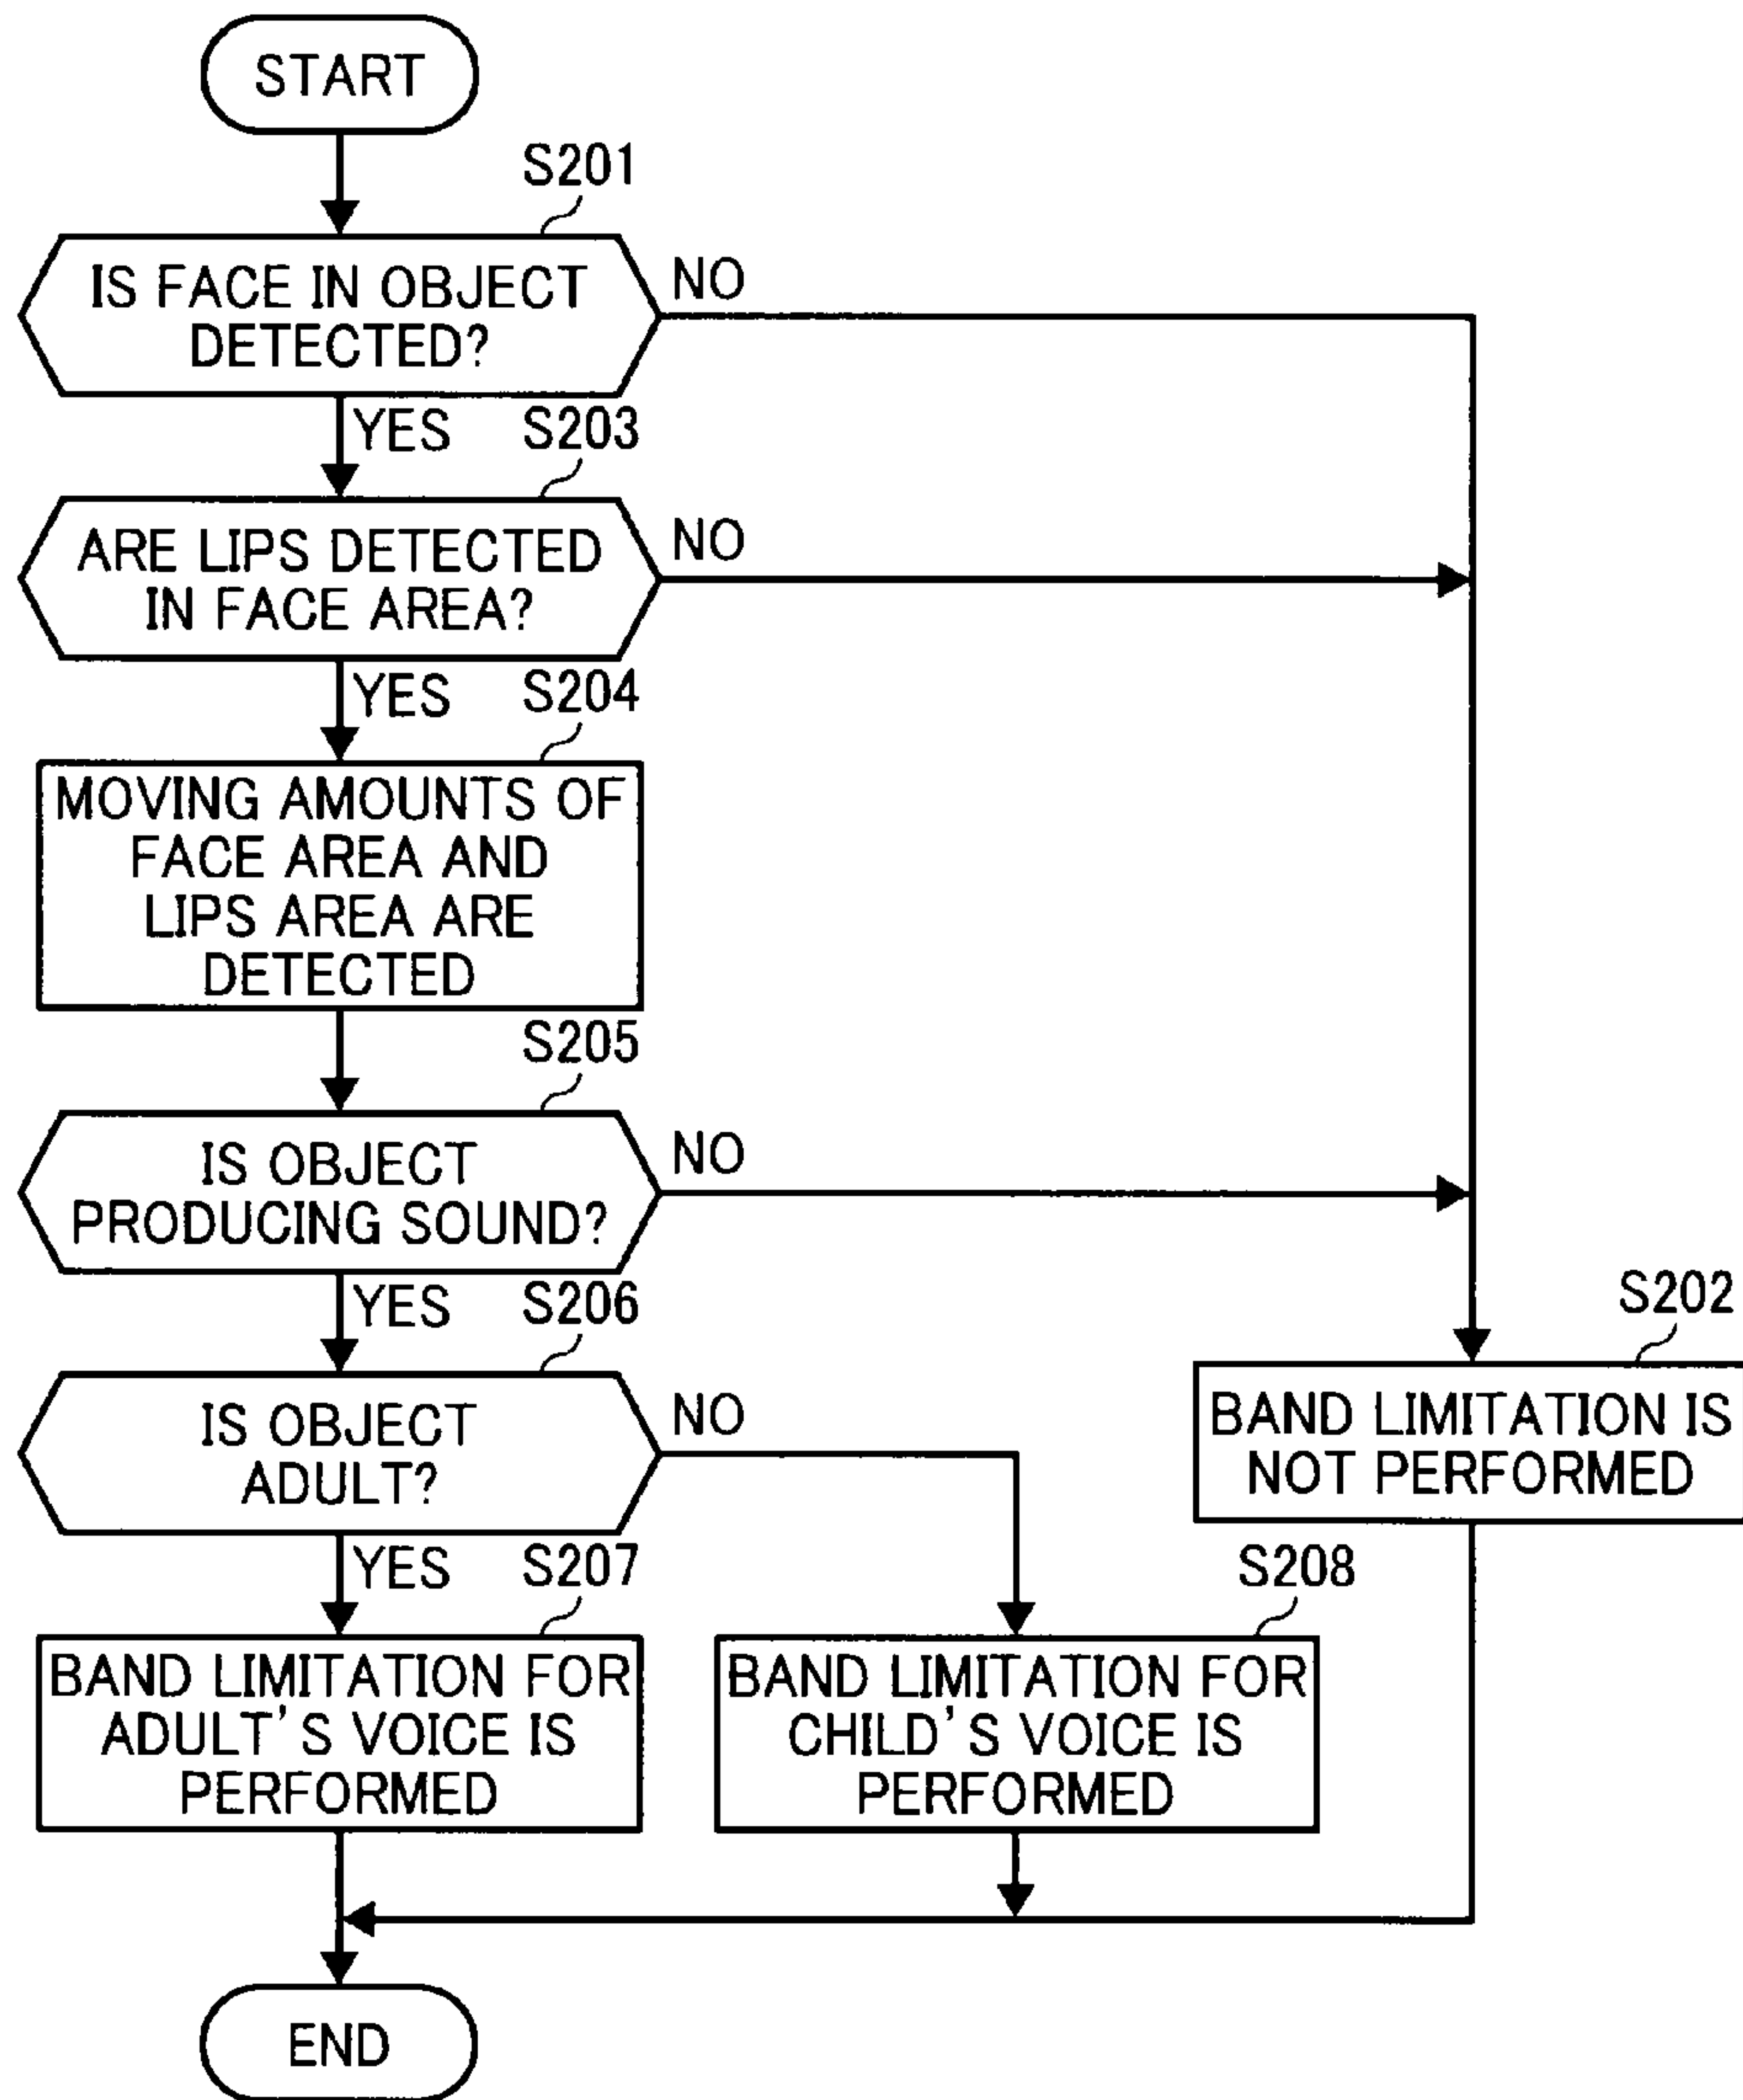 START
S201
IS FACE IN OBJECT
DETECTED?
NO
YES
S203
ARE LIPS DETECTED
IN FACE AREA?
NO
YES
S204
MOVING AMOUNTS OF
FACE AREA AND
LIPS AREA ARE
DETECTED
S205
IS OBJECT
PRODUCING SOUND?
NO
YES
S206
IS OBJECT
ADULT?
NO
S202
BAND LIMITATION IS
NOT PERFORMED
YES
S207
BAND LIMITATION FOR
ADULT'S VOICE IS
PERFORMED
S208
BAND LIMITATION FOR
CHILD'S VOICE IS
PERFORMED
END